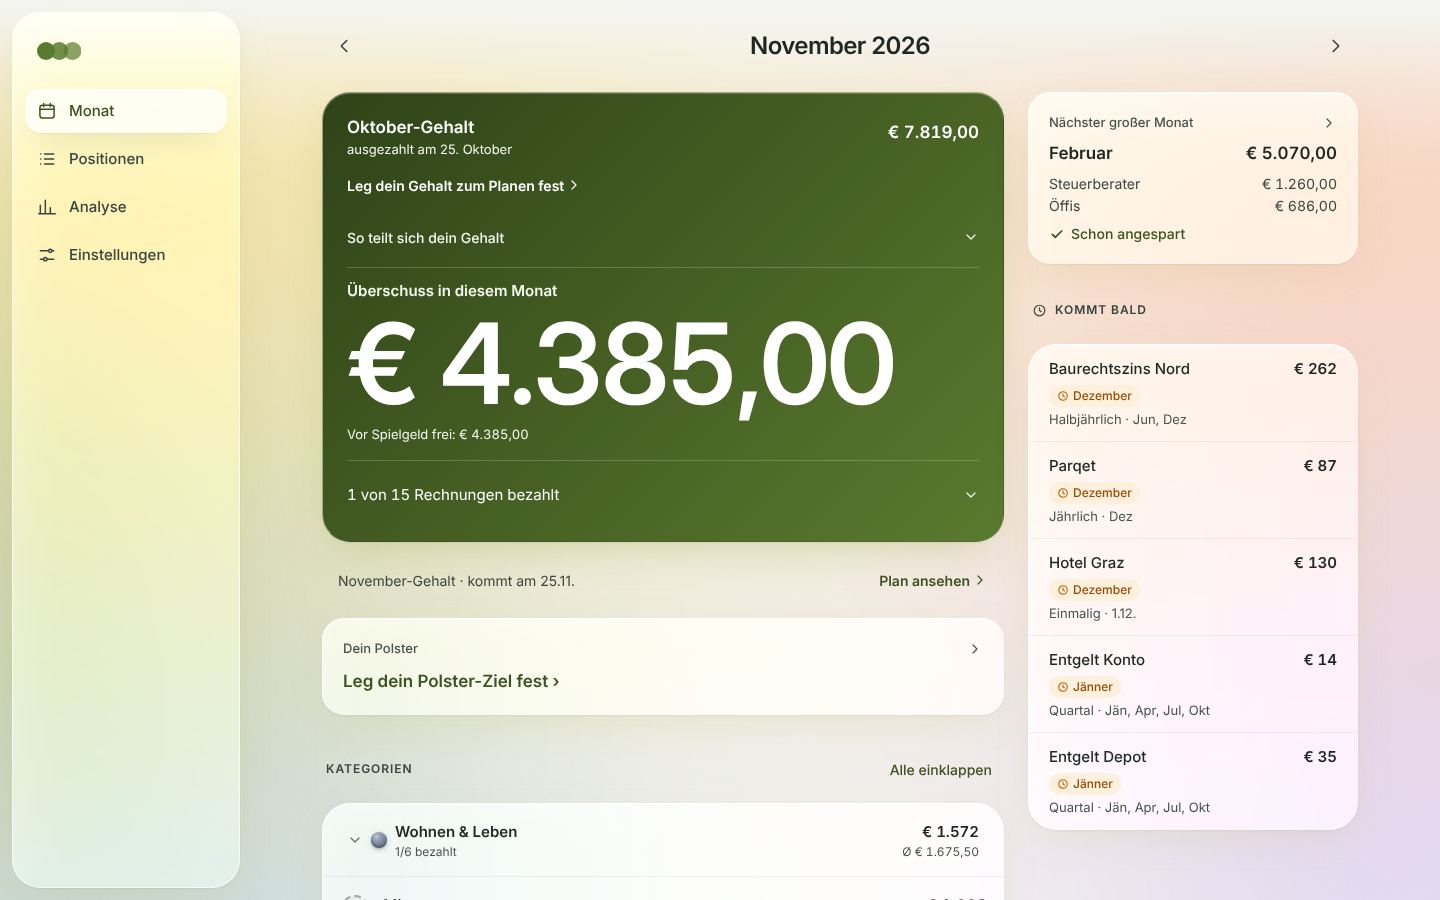 November 2026
Monat
Positionen
Analyse
Einstellungen
Oktober-Gehalt
€ 7.819,00
ausgezahlt am 25. Oktober
Leg dein Gehalt zum Planen fest
So teilt sich dein Gehalt
Überschuss in diesem Monat
€ 4.385,00
Vor Spielgeld frei: € 4.385,00
1 von 15 Rechnungen bezahlt
November-Gehalt · kommt am 25.11.
Plan ansehen
Dein Polster
Leg dein Polster-Ziel fest ›
KATEGORIEN
Alle einklappen
Wohnen & Leben
€ 1.572
1/6 bezahlt
Ø € 1.675,50
Nächster großer Monat
Februar
€ 5.070,00
Steuerberater
€ 1.260,00
Öffis
€ 686,00
Schon angespart
KOMMT BALD
Baurechtszins Nord
€ 262
Dezember
Halbjährlich · Jun, Dez
Parqet
€ 87
Dezember
Jährlich · Dez
Hotel Graz
€ 130
Dezember
Einmalig · 1.12.
Entgelt Konto
€ 14
Jänner
Quartal · Jän, Apr, Jul, Okt
Entgelt Depot
€ 35
Jänner
Quartal · Jän, Apr, Jul, Okt